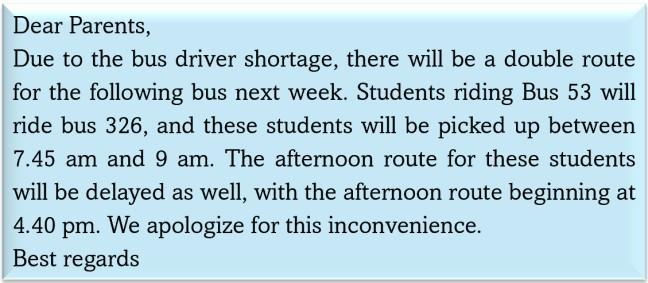 Dear Parents,
Due to the bus driver shortage, there will be a double route
for the following bus next week. Students riding Bus 53 will
ride bus 326, and these students will be picked up between
7.45 am and 9 am. The afternoon route for these students
will be delayed as well, with the afternoon route beginning at
4.40 pm. We apologize for this inconvenience.
Best regards